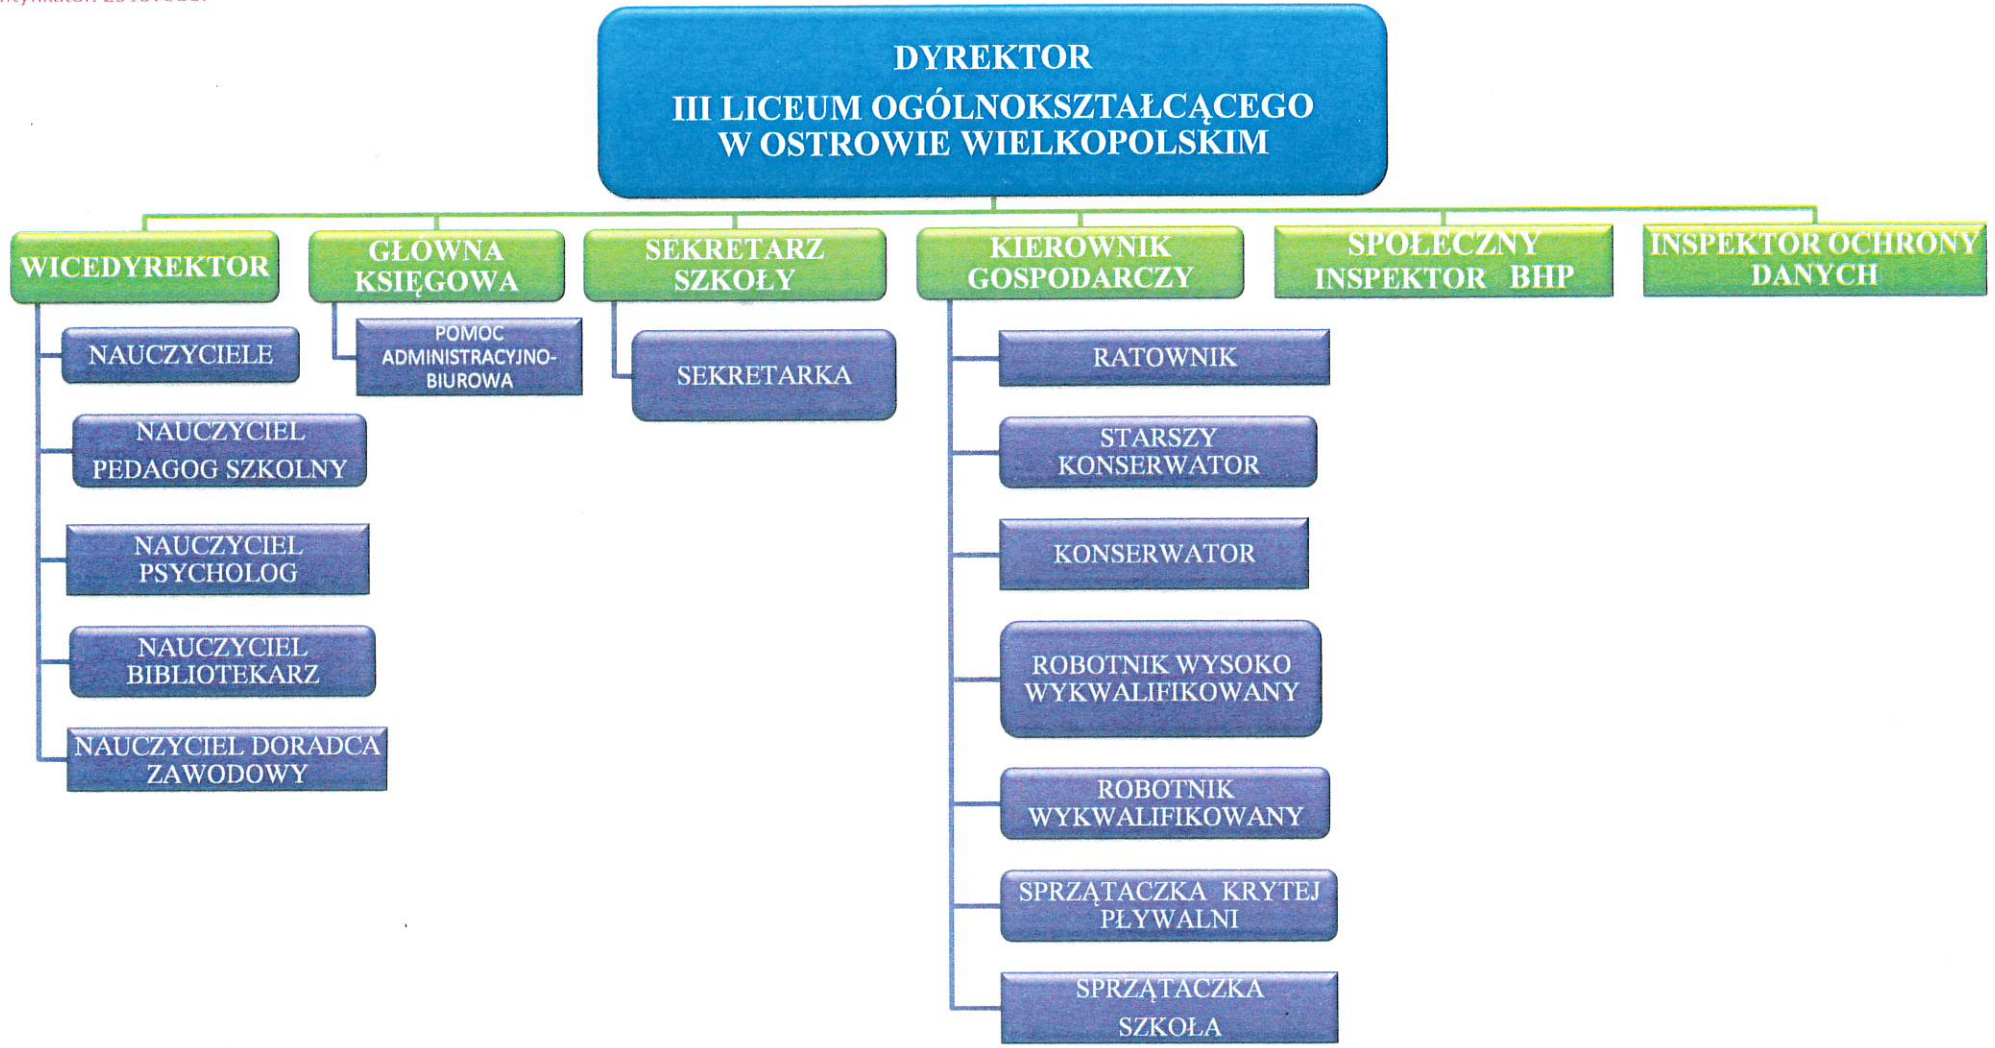 DYREKTOR
III LICEUM OGÓLNOKSZTAŁCĄCEGO
W OSTROWIE WIELKOPOLSKIM
WICEDYREKTOR
GŁÓWNA
KSIĘGOWA
SEKRETARZ
SZKOŁY
KIEROWNIK
GOSPODARCZY
SPOŁECZNY
INSPEKTOR BHP
INSPEKTOR OCHRONY
DANYCH
NAUCZYCIELE
NAUCZYCIEL
PEDAGOG SZKOLNY
NAUCZYCIEL
PSYCHOLOG
NAUCZYCIEL
BIBLIOTEKARZ
NAUCZYCIEL DORADCA
ZAWODOWY
POMOC
ADMINISTRACYJNO-
BIUROWA
SEKRETARKA
RATOWNIK
STARSZY
KONSERWATOR
KONSERWATOR
ROBOTNIK WYSOKO
WYKWALIFIKOWANY
ROBOTNIK
WYKWALIFIKOWANY
SPRZĄTACZKA KRYTEJ
PŁYWALNI
SPRZĄTACZKA
SZKOŁA